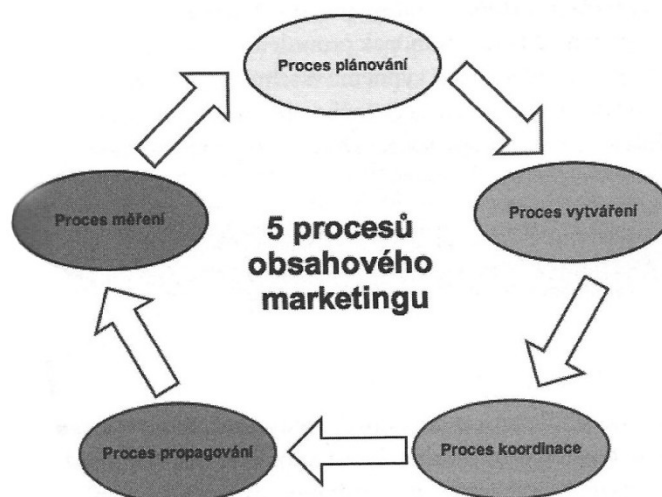 Proces plánování
Proces měření
Proces vytváření
5 procesů
obsahového
marketingu
Proces propagování
Proces koordinace